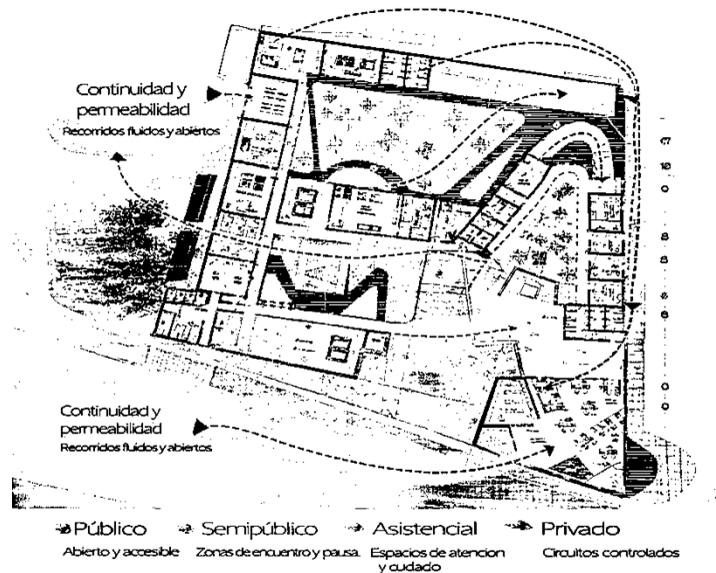 Continuidad y
permeabilidad
Recorridos fluidos y abiertos
Continuidad y
permeabilidad
Recorridos fluidos y abiertos
Público
Semipúblico
Asistencial
Privado
Abierto y accesible
Zonas de encuentro y pausa
Espacios de atencion
y cuidado
Circuitos controlados